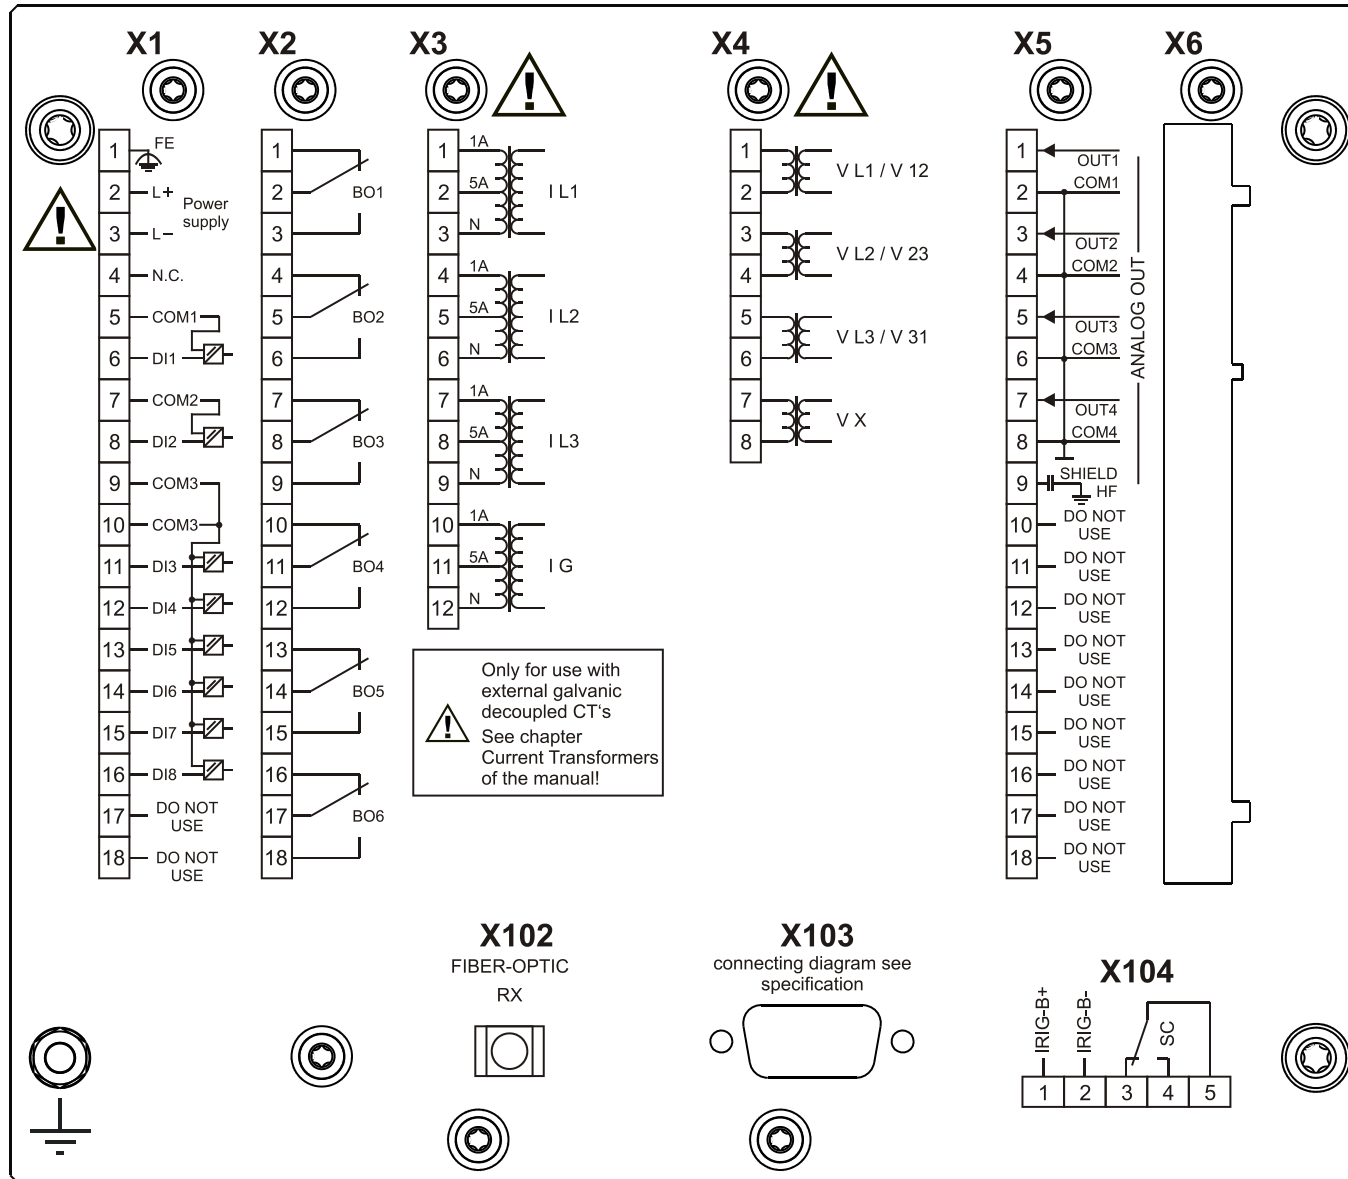 X1
X2
X3
X4
X5
X6
1
FE
2
L+
Power
supply
3
L–
4
N.C.
5
COM1
6
DI1
7
COM2
8
DI2
9
COM3
10
COM3
11
DI3
12
DI4
13
DI5
14
DI6
15
DI7
16
DI8
17
DO NOT
USE
18
DO NOT
USE
1
2
BO1
3
4
5
BO2
6
7
8
BO3
9
10
11
BO4
12
13
14
BO5
15
16
17
BO6
18
1
1A
2
5A
I L1
3
N
4
1A
5
5A
I L2
6
N
7
1A
8
5A
I L3
9
N
10
1A
11
5A
I G
12
N
Only for use with
external galvanic
decoupled CT‘s
See chapter
Current Transformers
of the manual!
1
V L1 / V 12
2
3
V L2 / V 23
4
5
V L3 / V 31
6
7
V X
8
1
OUT1
2
COM1
3
OUT2
4
COM2
5
OUT3
6
COM3
7
OUT4
8
COM4
ANALOG OUT
9
SHIELD
HF
10
DO NOT
USE
11
DO NOT
USE
12
DO NOT
USE
13
DO NOT
USE
14
DO NOT
USE
15
DO NOT
USE
16
DO NOT
USE
17
DO NOT
USE
18
DO NOT
USE
X102
FIBER-OPTIC
RX
X103
connecting diagram see
specification
X104
IRIG-B+
IRIG-B-
SC
1 2 3 4 5